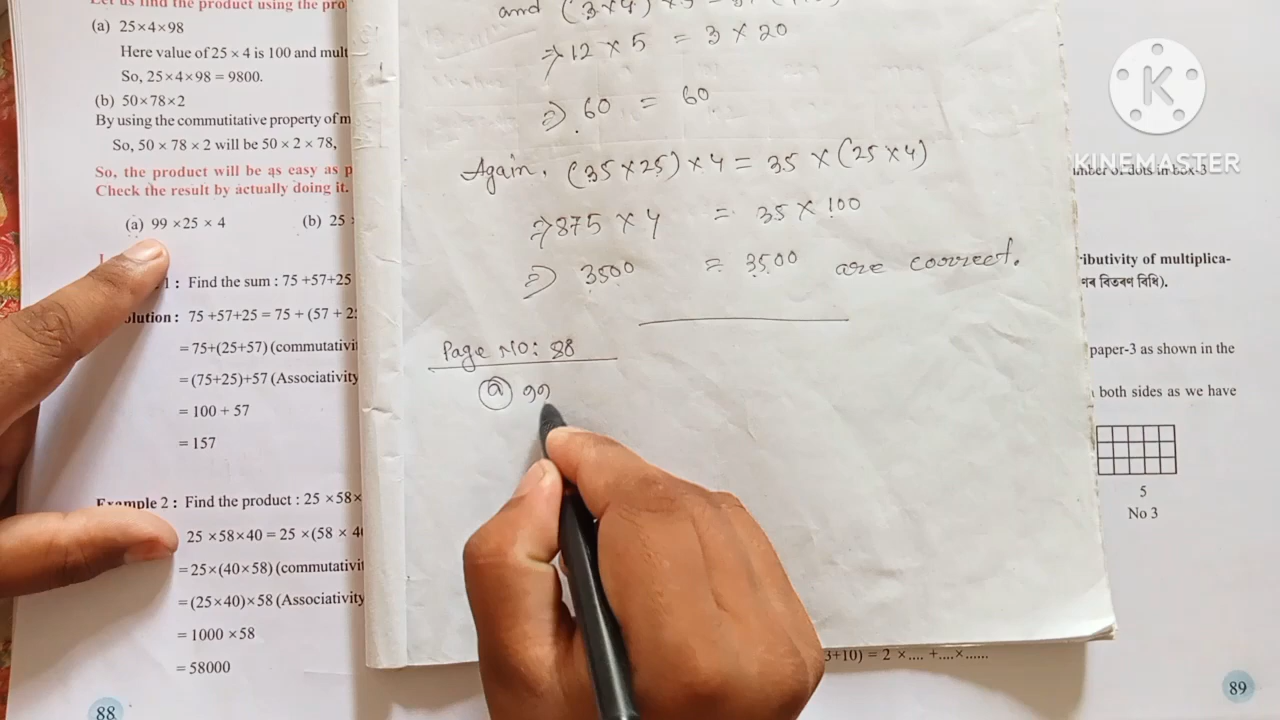 Let us find the product using the pro
(a) 25×4×98
Here value of 25 × 4 is 100 and mult
So, 25×4×98 = 9800.
(b) 50×78×2
By using the commutitative property of m
So, 50 × 78 × 2 will be 50 × 2 × 78,
So, the product will be as easy as p
Check the result by actually doing it.
(a) 99 ×25 × 4 (b) 25
1 : Find the sum : 75 +57+25
olution : 75 +57+25 = 75 + (57 + 2
= 75+(25+57) (commutativi
= (75+25)+57 (Associativity
= 100 + 57
= 157
Example 2 : Find the product : 25 ×58×
25 ×58×40 = 25 ×(58 × 4
= 25×(40×58) (commutativit
= (25×40)×58 (Associativity
= 1000 ×58
= 58000
88
and (3×4)
⇒ 12 × 5 = 3 × 20
⇒ 60 = 60
Again, (35×25) × 4 = 35 × (25 × 4)
⇒ 875 × 4 = 35 × 100
⇒ 3500 = 3500 are correct.
Page NO: 88
(a) 99
KINEMASTER
mber of dots in box-3
ributivity of multiplica-
ণৰ বিতৰণ বিধি).
paper-3 as shown in the
both sides as we have
5
No 3
3+10) = 2 ×.... +....×......
89